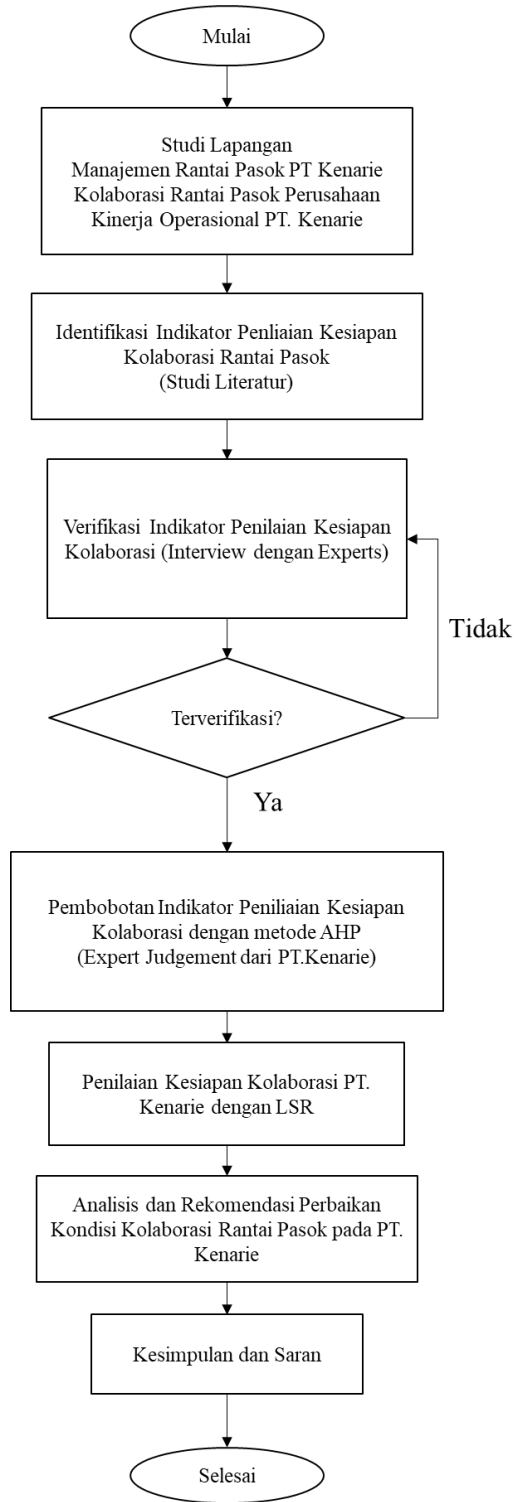 Mulai
Studi Lapangan
Manajemen Rantai Pasok PT Kenarie
Kolaborasi Rantai Pasok Perusahaan
Kinerja Operasional PT. Kenarie
Identifikasi Indikator Penliaian Kesiapan
Kolaborasi Rantai Pasok
(Studi Literatur)
Verifikasi Indikator Penilaian Kesiapan
Kolaborasi (Interview dengan Experts)
Tidak
Terverifikasi?
Ya
Pembobotan Indikator Peniliaian Kesiapan
Kolaborasi dengan metode AHP
(Expert Judgement dari PT.Kenarie)
Penilaian Kesiapan Kolaborasi PT.
Kenarie dengan LSR
Analisis dan Rekomendasi Perbaikan
Kondisi Kolaborasi Rantai Pasok pada PT.
Kenarie
Kesimpulan dan Saran
Selesai